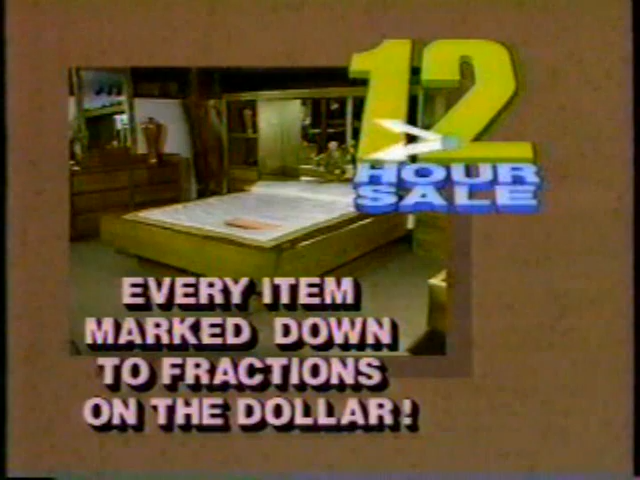 12
HOUR
SALE
EVERY ITEM
MARKED DOWN
TO FRACTIONS
ON THE DOLLAR!